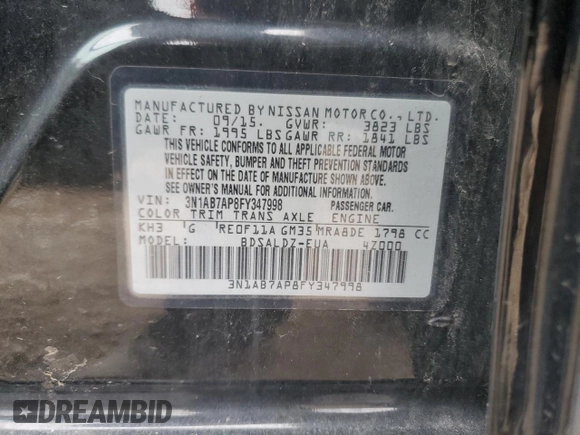 MANUFACTURED BY NISSAN MOTOR CO., LTD.
DATE: 09/15. GVWR: 3823 LBS
GAWR FR: 1995 LBS GAWR RR: 1841 LBS
THIS VEHICLE CONFORMS TO ALL APPLICABLE FEDERAL MOTOR
VEHICLE SAFETY, BUMPER AND THEFT PREVENTION STANDARDS
IN EFFECT ON THE DATE OF MANUFACTURE SHOWN ABOVE.
SEE OWNER'S MANUAL FOR ADDITIONAL INFORMATION.
VIN: 3N1AB7AP8FY347998 PASSENGER CAR.
COLOR TRIM TRANS AXLE ENGINE
KH3 G RE0F11A GM35 MRA8DE 1798 CC
MODEL: BDSALDZ-EUA 4Z000
3N1AB7AP8FY347998
DREAMBID